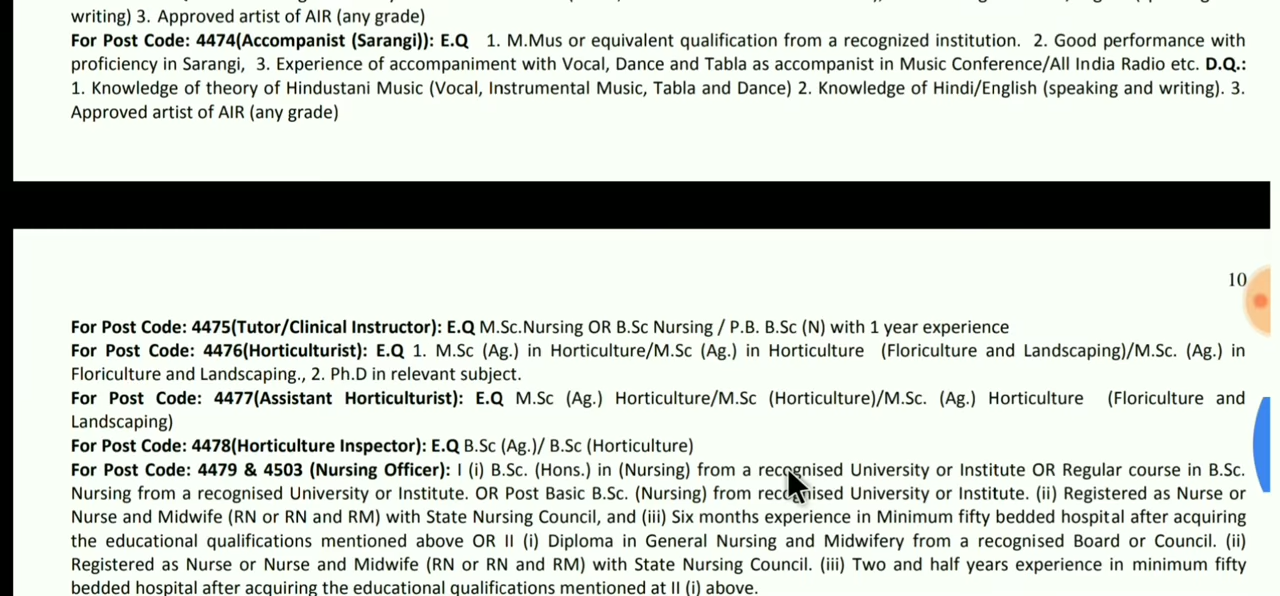 writing) 3. Approved artist of AIR (any grade)
For Post Code: 4474(Accompanist (Sarangi)): E.Q 1. M.Mus or equivalent qualification from a recognized institution. 2. Good performance with
proficiency in Sarangi, 3. Experience of accompaniment with Vocal, Dance and Tabla as accompanist in Music Conference/All India Radio etc. D.Q.:
1. Knowledge of theory of Hindustani Music (Vocal, Instrumental Music, Tabla and Dance) 2. Knowledge of Hindi/English (speaking and writing). 3.
Approved artist of AIR (any grade)
10
For Post Code: 4475(Tutor/Clinical Instructor): E.Q M.Sc.Nursing OR B.Sc Nursing / P.B. B.Sc (N) with 1 year experience
For Post Code: 4476(Horticulturist): E.Q 1. M.Sc (Ag.) in Horticulture/M.Sc (Ag.) in Horticulture (Floriculture and Landscaping)/M.Sc. (Ag.) in
Floriculture and Landscaping., 2. Ph.D in relevant subject.
For Post Code: 4477(Assistant Horticulturist): E.Q M.Sc (Ag.) Horticulture/M.Sc (Horticulture)/M.Sc. (Ag.) Horticulture (Floriculture and
Landscaping)
For Post Code: 4478(Horticulture Inspector): E.Q B.Sc (Ag.)/ B.Sc (Horticulture)
For Post Code: 4479 & 4503 (Nursing Officer): I (i) B.Sc. (Hons.) in (Nursing) from a recognised University or Institute OR Regular course in B.Sc.
Nursing from a recognised University or Institute. OR Post Basic B.Sc. (Nursing) from recognised University or Institute. (ii) Registered as Nurse or
Nurse and Midwife (RN or RN and RM) with State Nursing Council, and (iii) Six months experience in Minimum fifty bedded hospital after acquiring
the educational qualifications mentioned above OR II (i) Diploma in General Nursing and Midwifery from a recognised Board or Council. (ii)
Registered as Nurse or Nurse and Midwife (RN or RN and RM) with State Nursing Council. (iii) Two and half years experience in minimum fifty
bedded hospital after acquiring the educational qualifications mentioned at II (i) above.